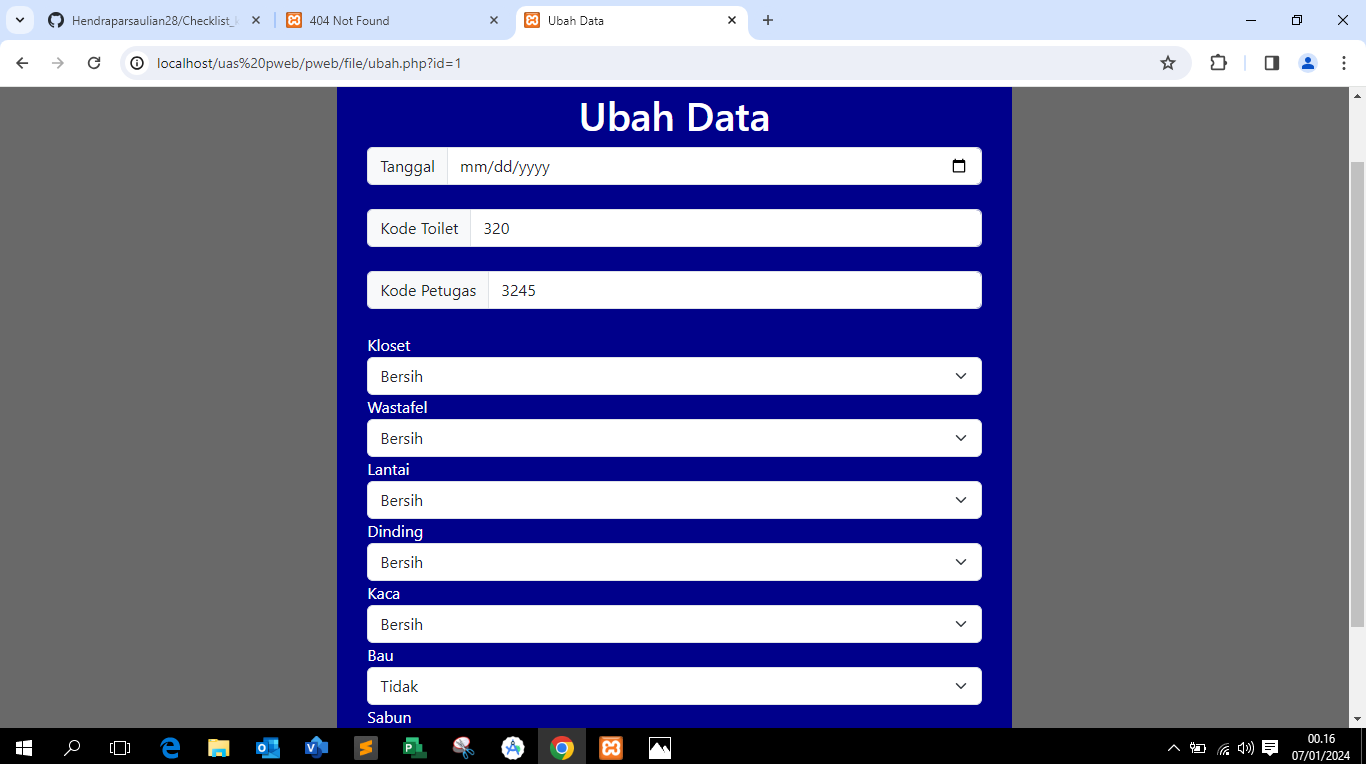 Hendraparsaulian28/Checklist_i
404 Not Found
Ubah Data
localhost/uas%20pweb/pweb/file/ubah.php?id=1
Ubah Data
Tanggal mm/dd/yyyy
Kode Toilet 320
Kode Petugas 3245
Kloset
Bersih
Wastafel
Bersih
Lantai
Bersih
Dinding
Bersih
Kaca
Bersih
Bau
Tidak
Sabun
00.16
07/01/2024